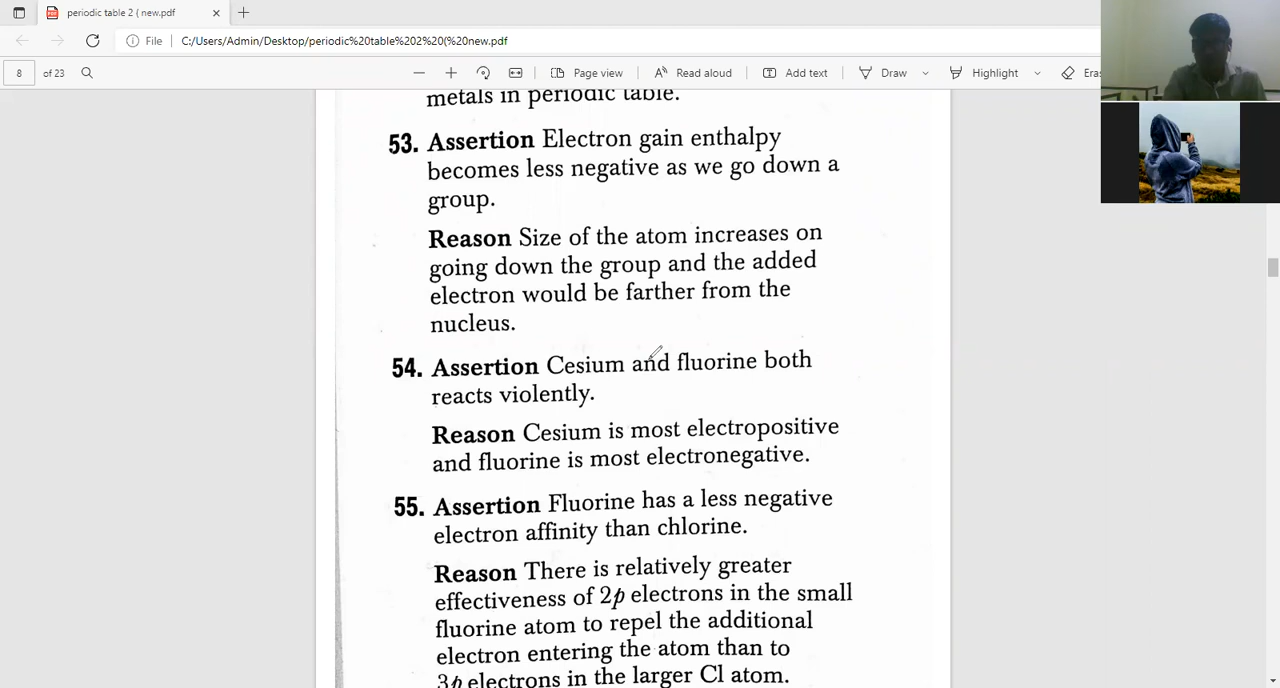 periodic table 2 ( new.pdf
File C:/Users/Admin/Desktop/periodic%20table%202%20(%20new.pdf
8 of 23 Page view Read aloud Add text Draw Highlight
metals in periodic table.
53. Assertion Electron gain enthalpy
becomes less negative as we go down a
group.
Reason Size of the atom increases on
going down the group and the added
electron would be farther from the
nucleus.
54. Assertion Cesium and fluorine both
reacts violently.
Reason Cesium is most electropositive
and fluorine is most electronegative.
55. Assertion Fluorine has a less negative
electron affinity than chlorine.
Reason There is relatively greater
effectiveness of 2p electrons in the small
fluorine atom to repel the additional
electron entering the atom than to
3p electrons in the larger Cl atom.